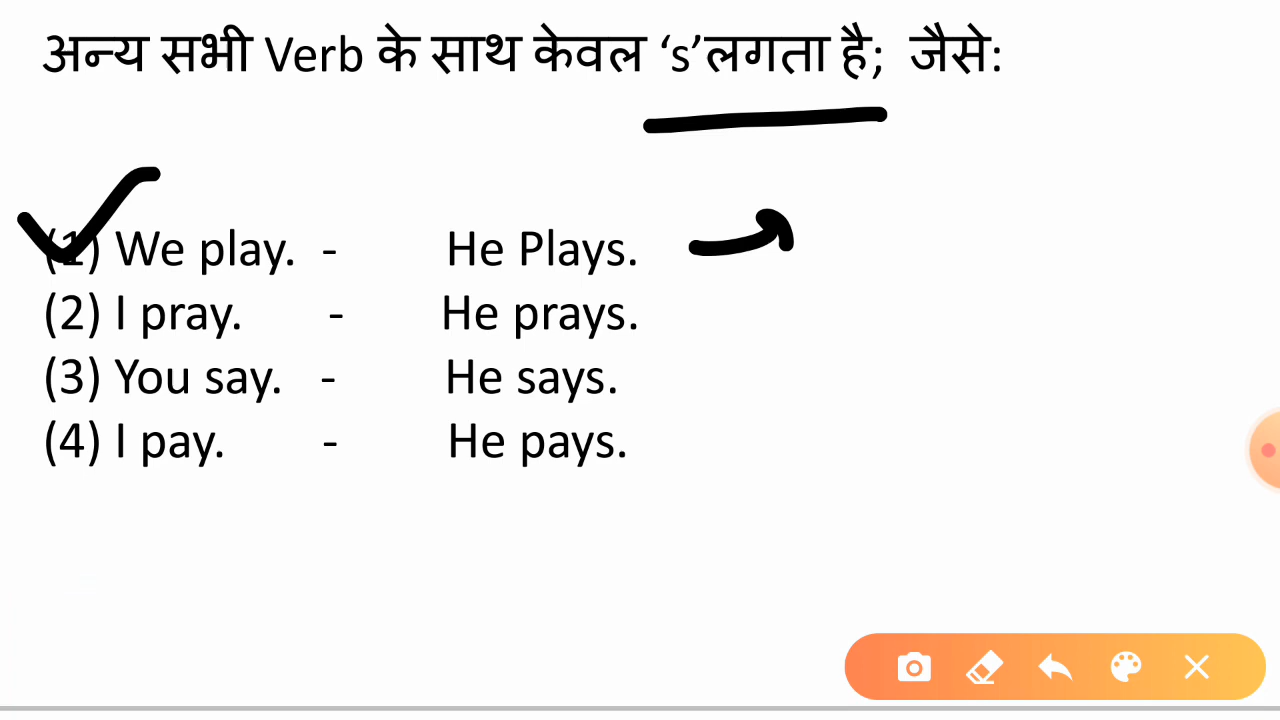 अन्य सभी Verb के साथ केवल ‘s’लगता है; जैसे:
(1) We play. - He Plays.
(2) I pray. - He prays.
(3) You say. - He says.
(4) I pay. - He pays.